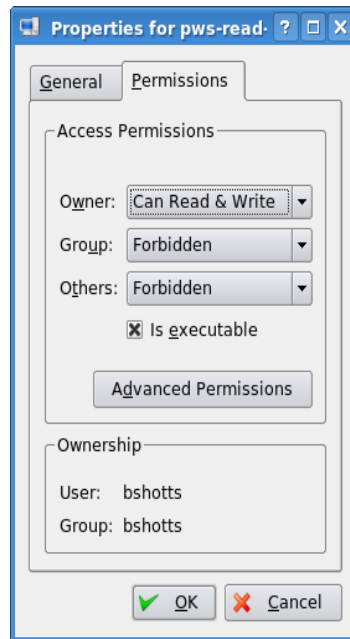 Properties for pws-read-
General Permissions
Access Permissions
Owner: Can Read & Write
Group: Forbidden
Others: Forbidden
Is executable
Advanced Permissions
Ownership
User: bshotts
Group: bshotts
OK Cancel